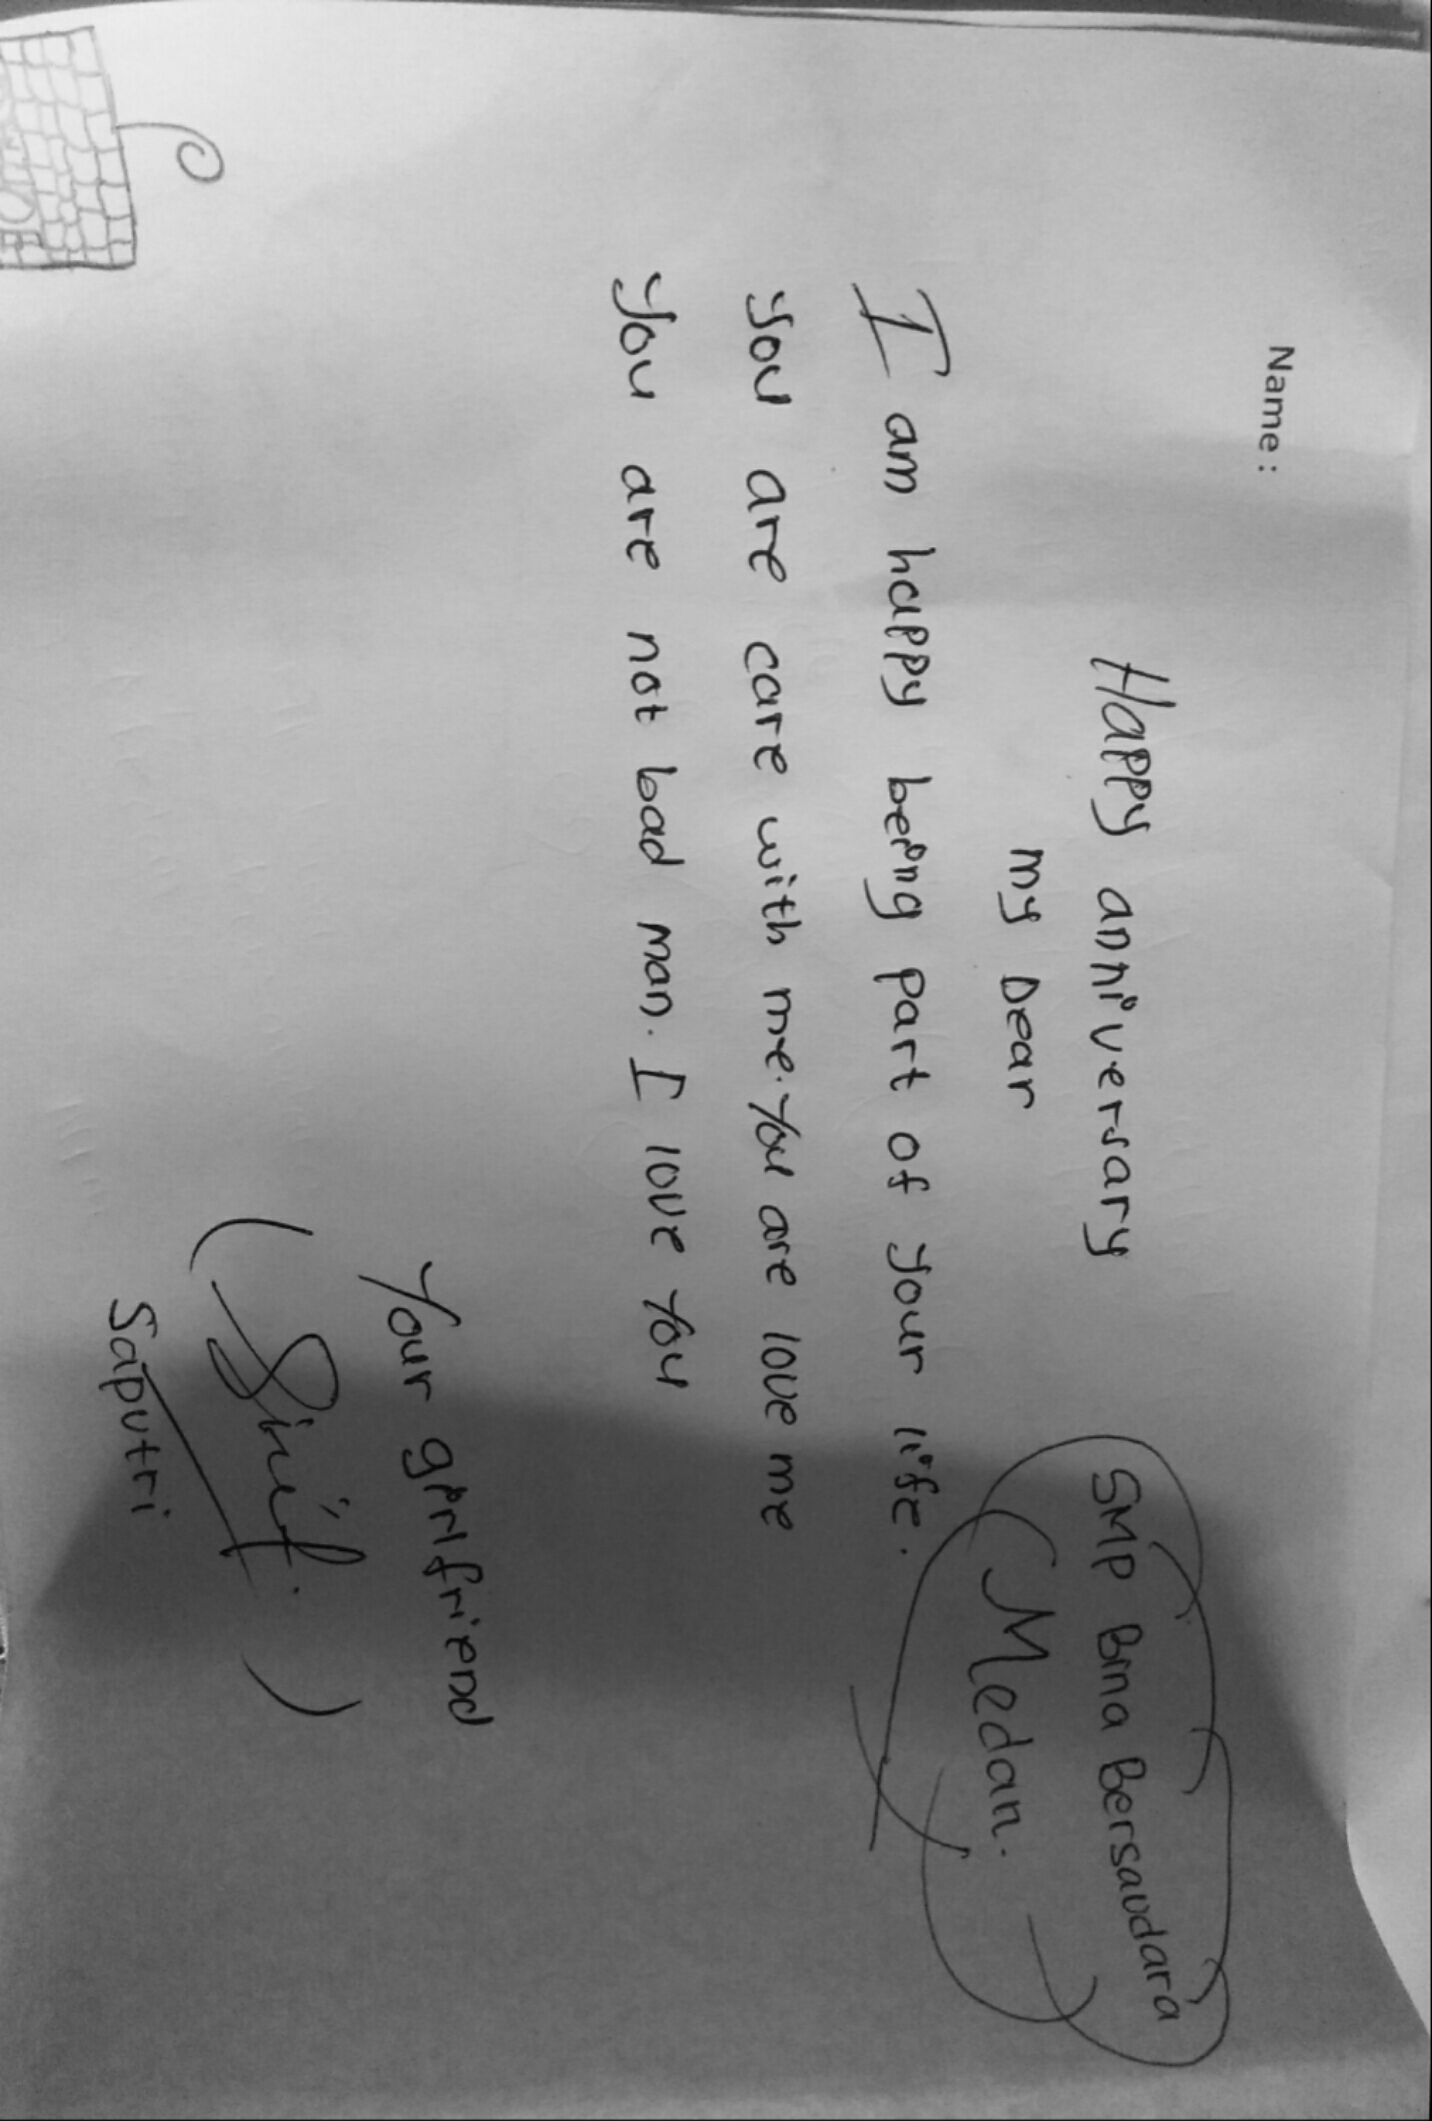 Name:
Happy anniversary
my Dear
SMP Bina Bersaudara
Medan.
I am happy being part of your life.
you are care with me. You are love me
You are not bad man. I love You
Your girlfriend
Saputri